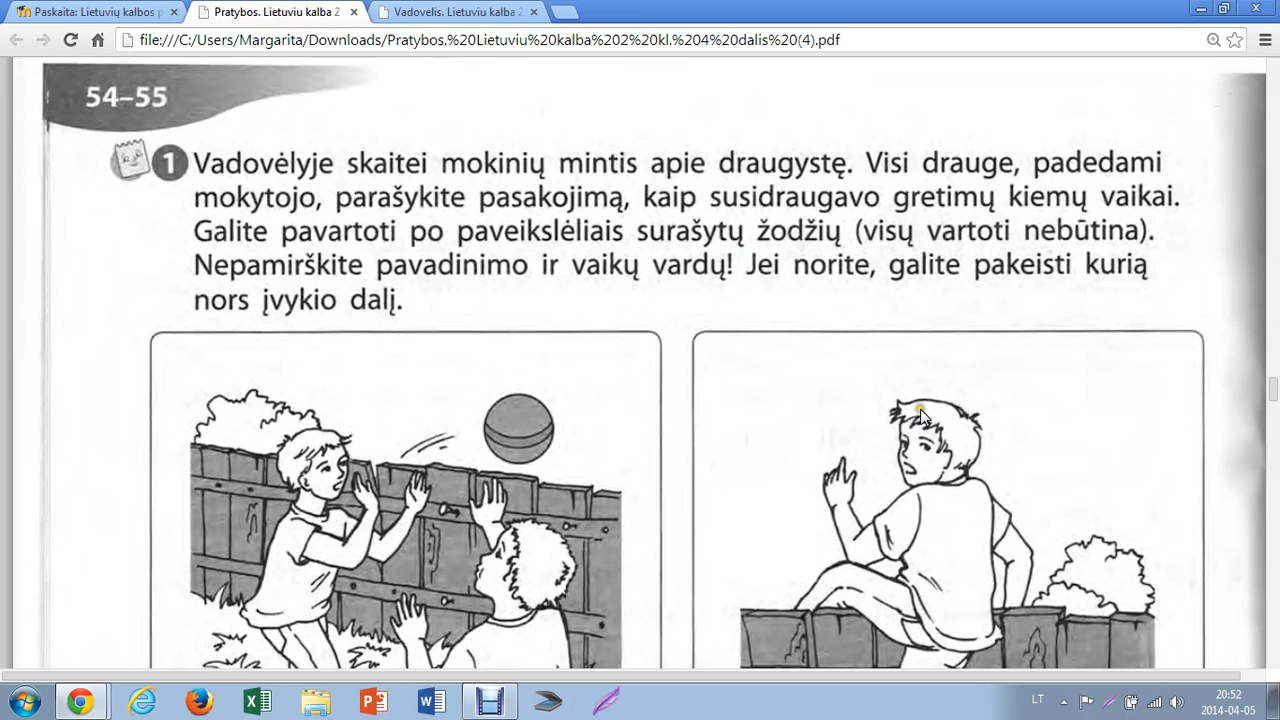 Paskaita: Lietuvių kalbos p
Pratybos. Lietuviu kalba 2
Vadovelis. Lietuviu kalba 2
file:///C:/Users/Margarita/Downloads/Pratybos.%20Lietuviu%20kalba%202%20kl.%204%20dalis%20(4).pdf
54–55
1 Vadovėlyje skaitei mokinių mintis apie draugystę. Visi drauge, padedami
mokytojo, parašykite pasakojimą, kaip susidraugavo gretimų kiemų vaikai.
Galite pavartoti po paveikslėliais surašytų žodžių (visų vartoti nebūtina).
Nepamirškite pavadinimo ir vaikų vardų! Jei norite, galite pakeisti kurią
nors įvykio dalį.
LT
20:52
2014-04-05